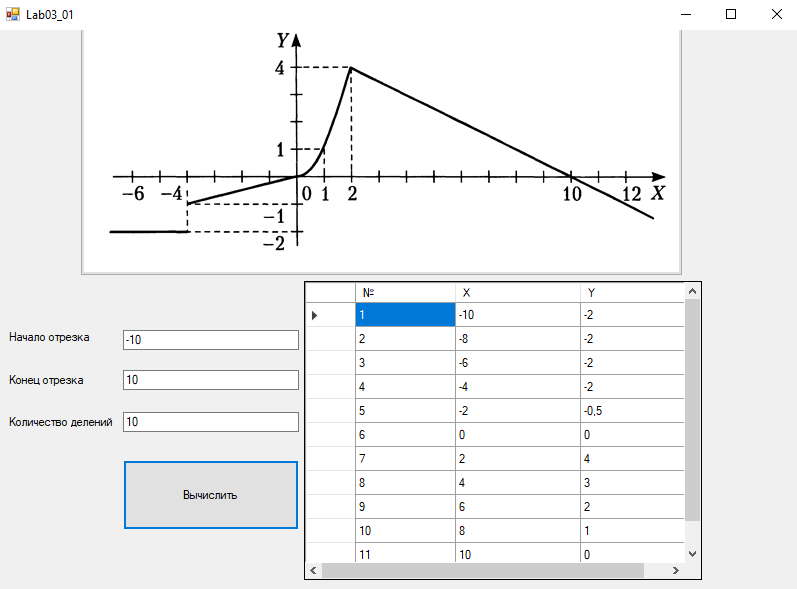 Lab03_01
Y
4
1
-6 -4 0 1 2 10 12 X
-1
-2
№ X Y
1 -10 -2
2 -8 -2
3 -6 -2
4 -4 -2
5 -2 -0,5
6 0 0
7 2 4
8 4 3
9 6 2
10 8 1
11 10 0
Начало отрезка -10
Конец отрезка 10
Количество делений 10
Вычислить